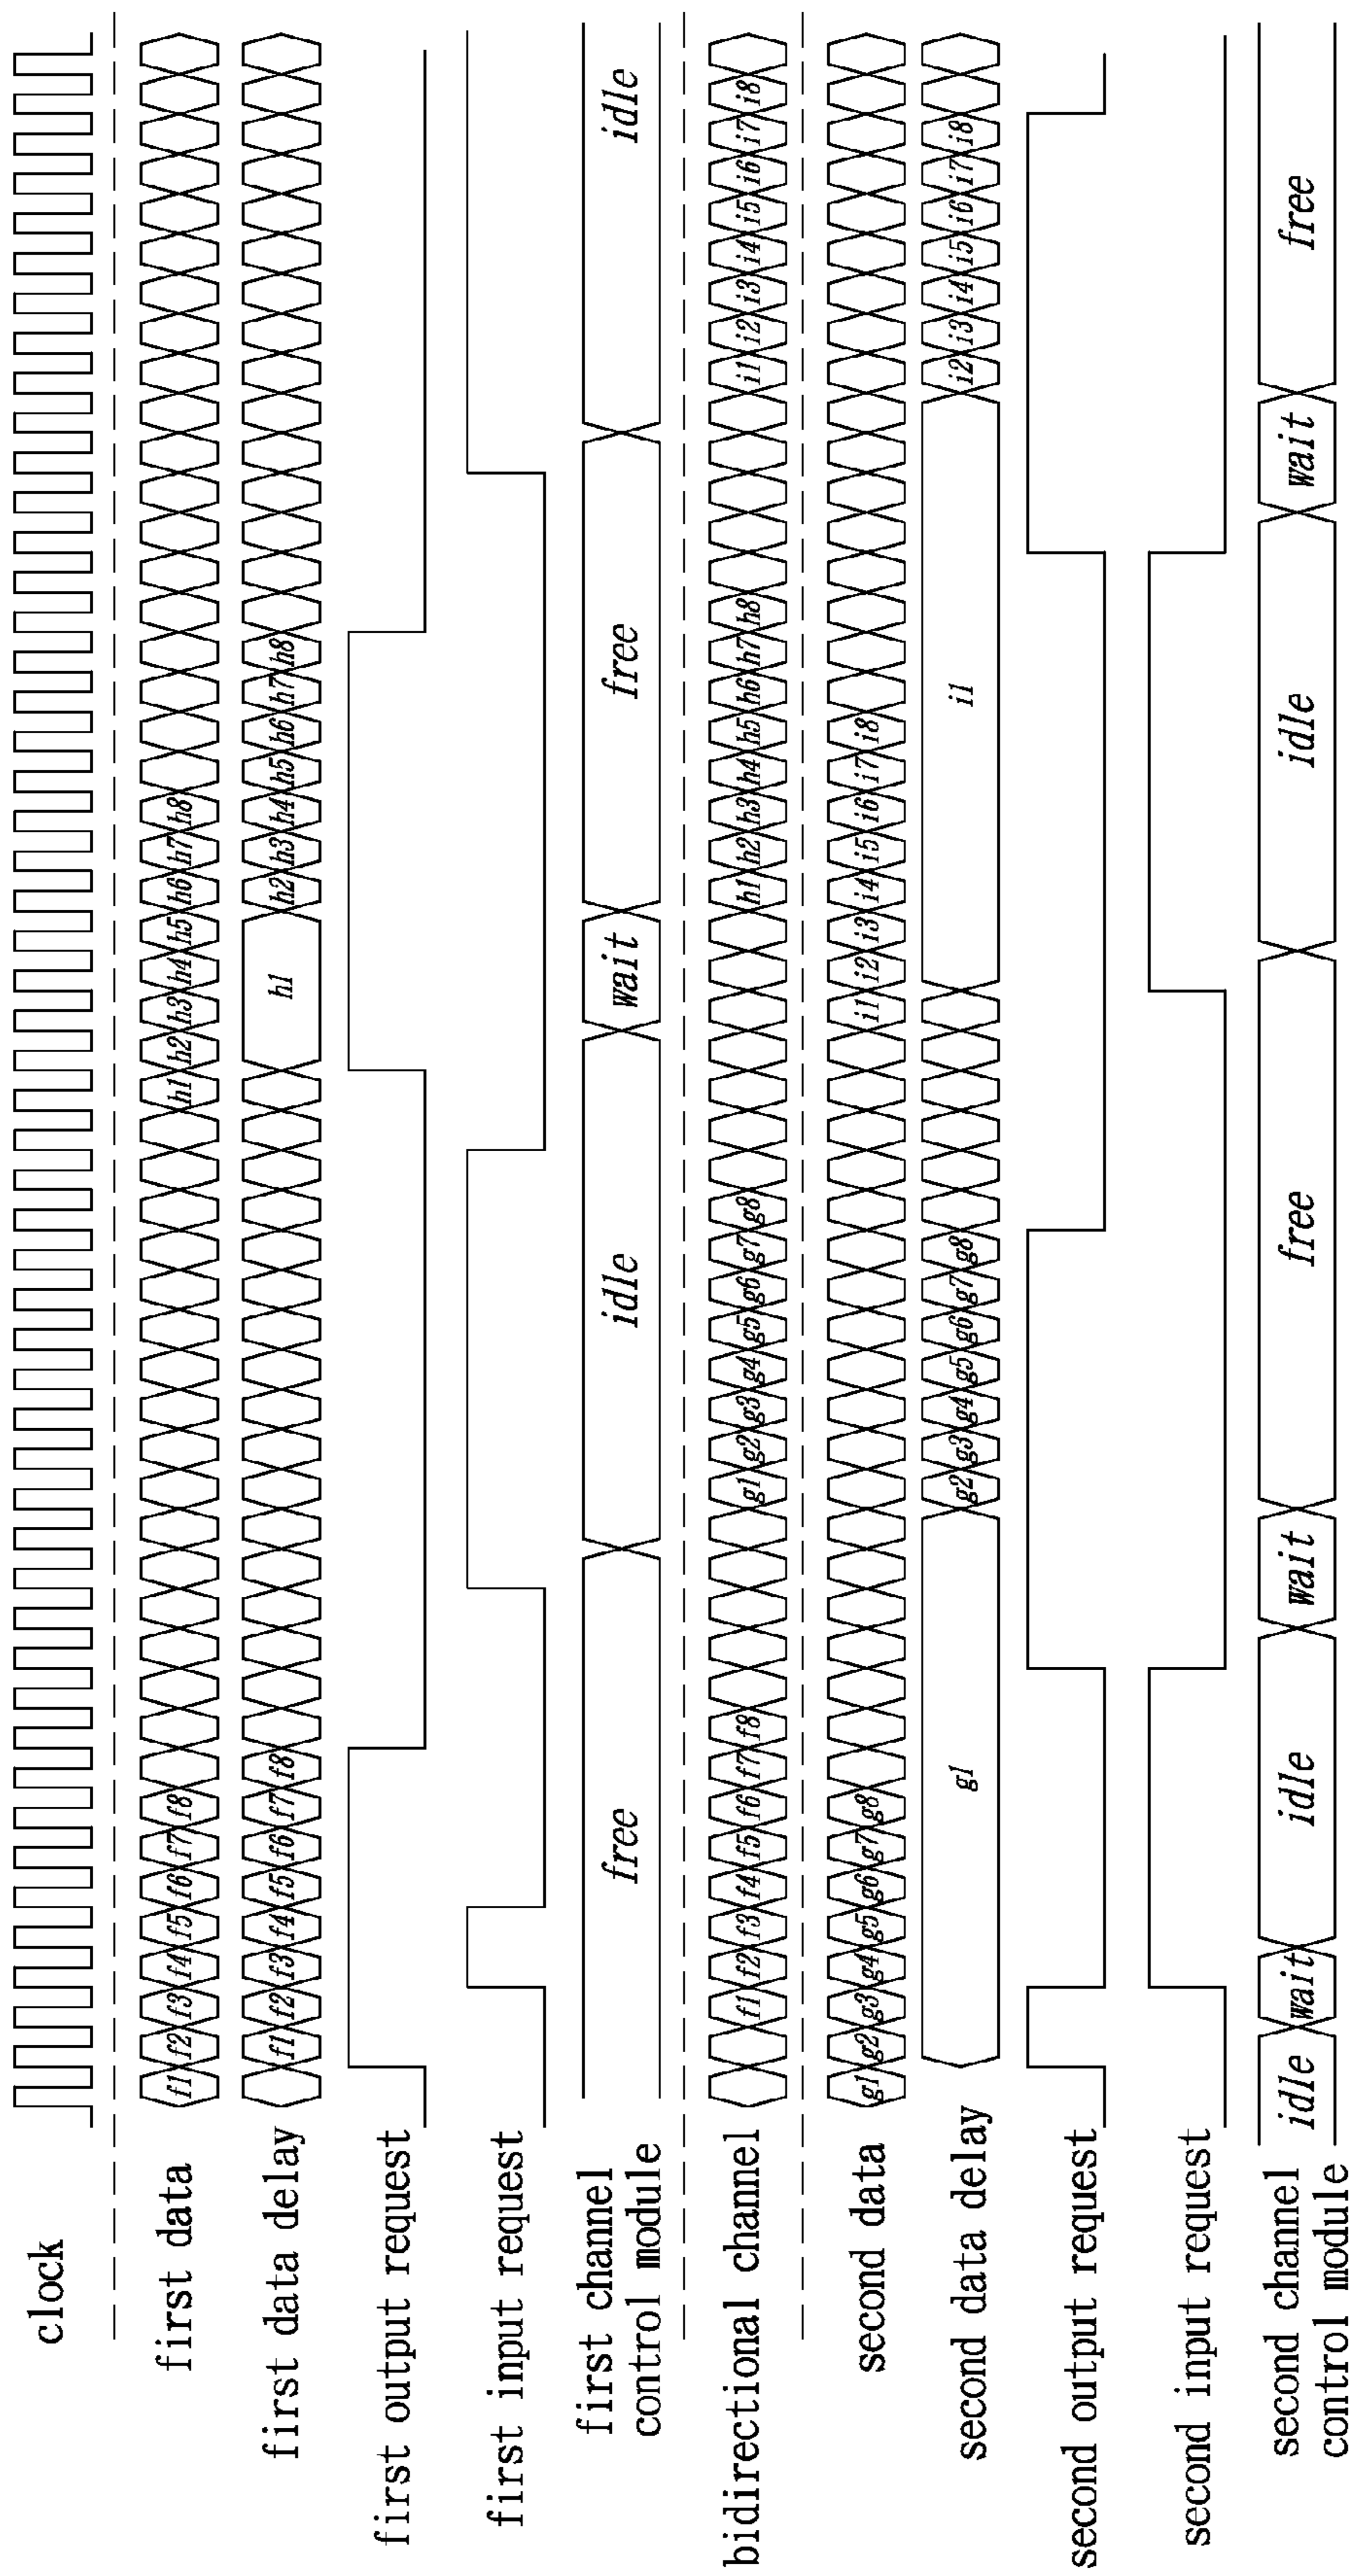 clock
first data
f1 f2 f3 f4 f5 f6 f7 f8 h1 h2 h3 h4 h5 h6 h7 h8
first data delay
f1 f2 f3 f4 f5 f6 f7 f8 h1 h2 h3 h4 h5 h6 h7 h8
first output request
first input request
first channel
control module
free idle wait free idle
bidirectional channel
f1 f2 f3 f4 f5 f6 f7 f8 g1 g2 g3 g4 g5 g6 g7 g8 h1 h2 h3 h4 h5 h6 h7 h8 i1 i2 i3 i4 i5 i6 i7 i8
second data
g1 g2 g3 g4 g5 g6 g7 g8 i1 i2 i3 i4 i5 i6 i7 i8
second data delay
g1 g2 g3 g4 g5 g6 g7 g8 i1 i2 i3 i4 i5 i6 i7 i8
second output request
second input request
second channel
control module
idle wait idle wait free idle wait free